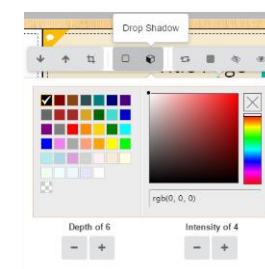 Drop Shadow
rgb(0, 0, 0)
Depth of 6
Intensity of 4
- +
- +